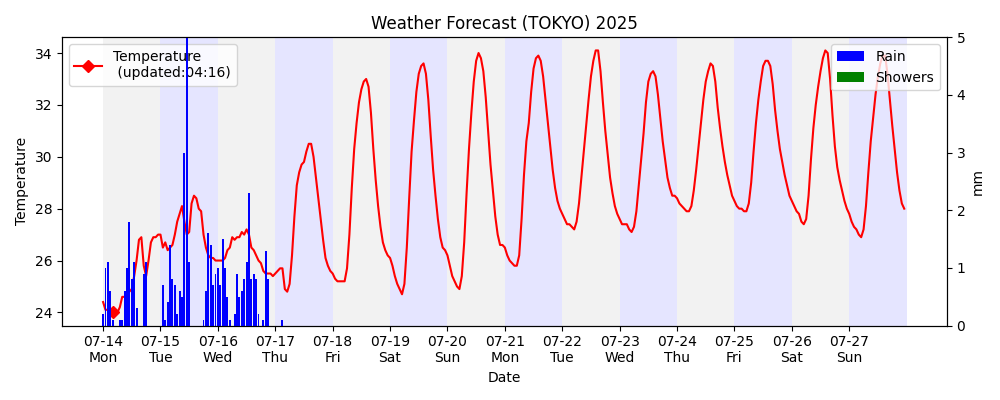 Weather Forecast (TOKYO) 2025
Temperature
(updated:04:16)
Rain
Showers
Temperature
34
32
30
28
26
24
5
4
3
2
1
0
mm
07-14 07-15 07-16 07-17 07-18 07-19 07-20 07-21 07-22 07-23 07-24 07-25 07-26 07-27
Mon Tue Wed Thu Fri Sat Sun Mon Tue Wed Thu Fri Sat Sun
Date